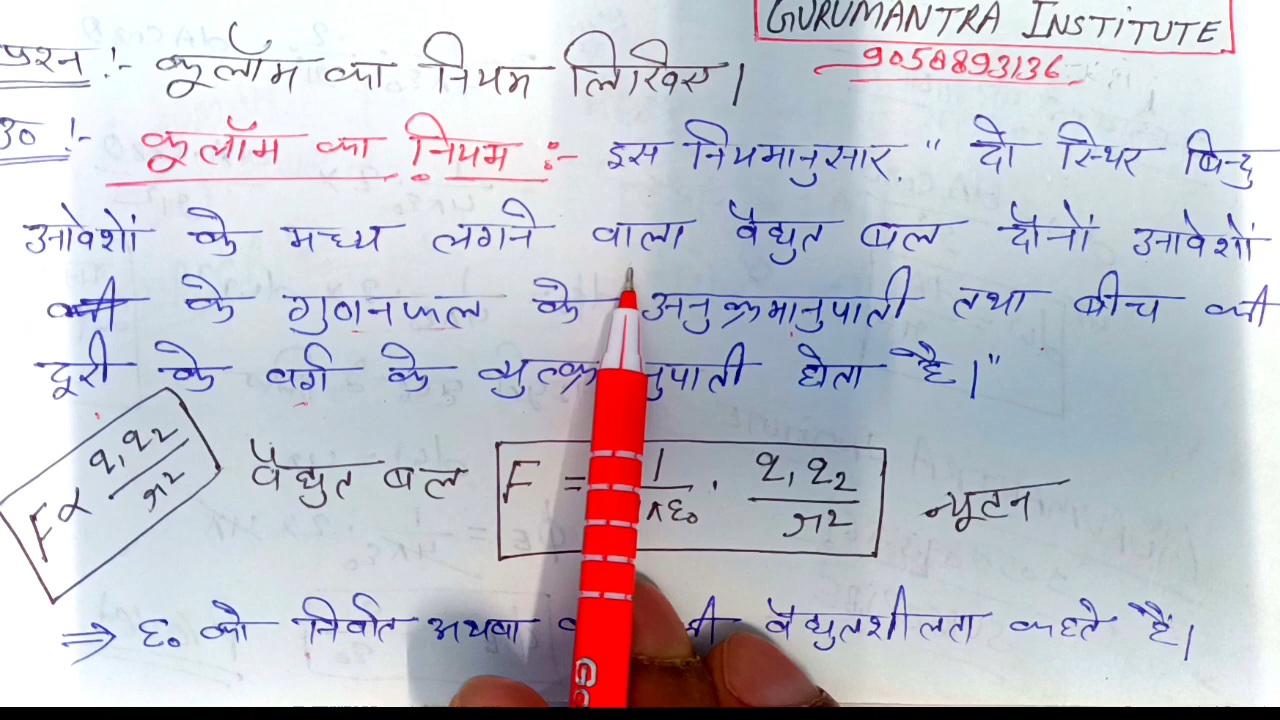 GURUMANTRA INSTITUTE
9058893136
प्रश्न :- कूलॉम का नियम लिखिए।
उ० :- कूलॉम का नियम :- इस नियमानुसार, " दो स्थिर बिन्दु
आवेशों के मध्य लगने वाला वैद्युत बल दोनों आवेशों
के गुणनफल के अनुक्रमानुपाती तथा बीच की
दूरी के वर्ग के व्युत्क्रमानुपाती होता है।"
F ∝ q₁q₂/r²
वैद्युत बल F = 1/πε₀ . q₁q₂/r² न्यूटन
⇒ ε₀ को निर्वात अथवा की वैद्युतशीलता कहते हैं।